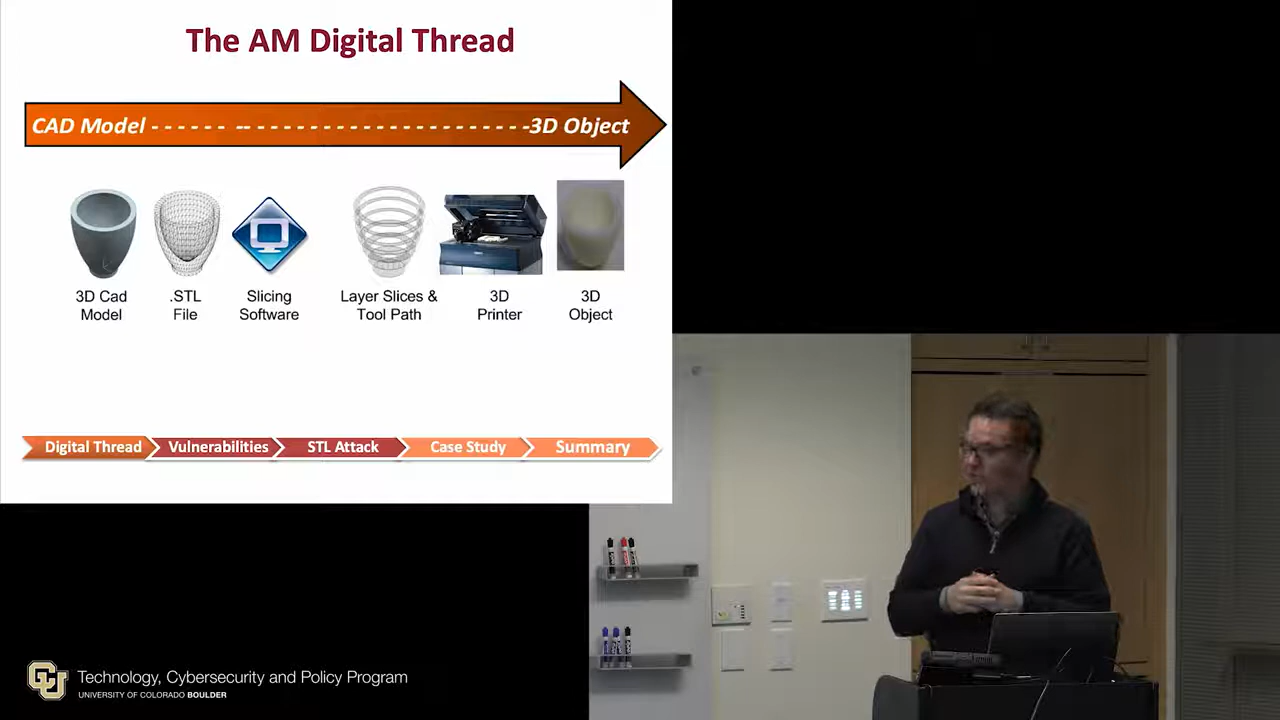 The AM Digital Thread
CAD Model - - - - - - -- - - - - - - - - - - - - - - - - - - - - -3D Object
3D Cad
Model
.STL
File
Slicing
Software
Layer Slices &
Tool Path
3D
Printer
3D
Object
Digital Thread
Vulnerabilities
STL Attack
Case Study
Summary
CU
Technology, Cybersecurity and Policy Program
UNIVERSITY OF COLORADO BOULDER